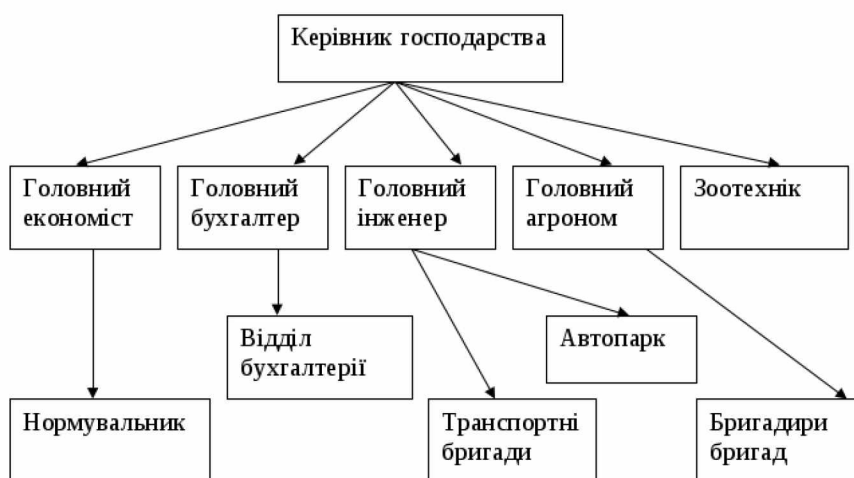 Керівник господарства
Головний
економіст
Головний
бухгалтер
Головний
інженер
Головний
агроном
Зоотехнік
Відділ
бухгалтерії
Автопарк
Нормувальник
Транспортні
бригади
Бригадири
бригад